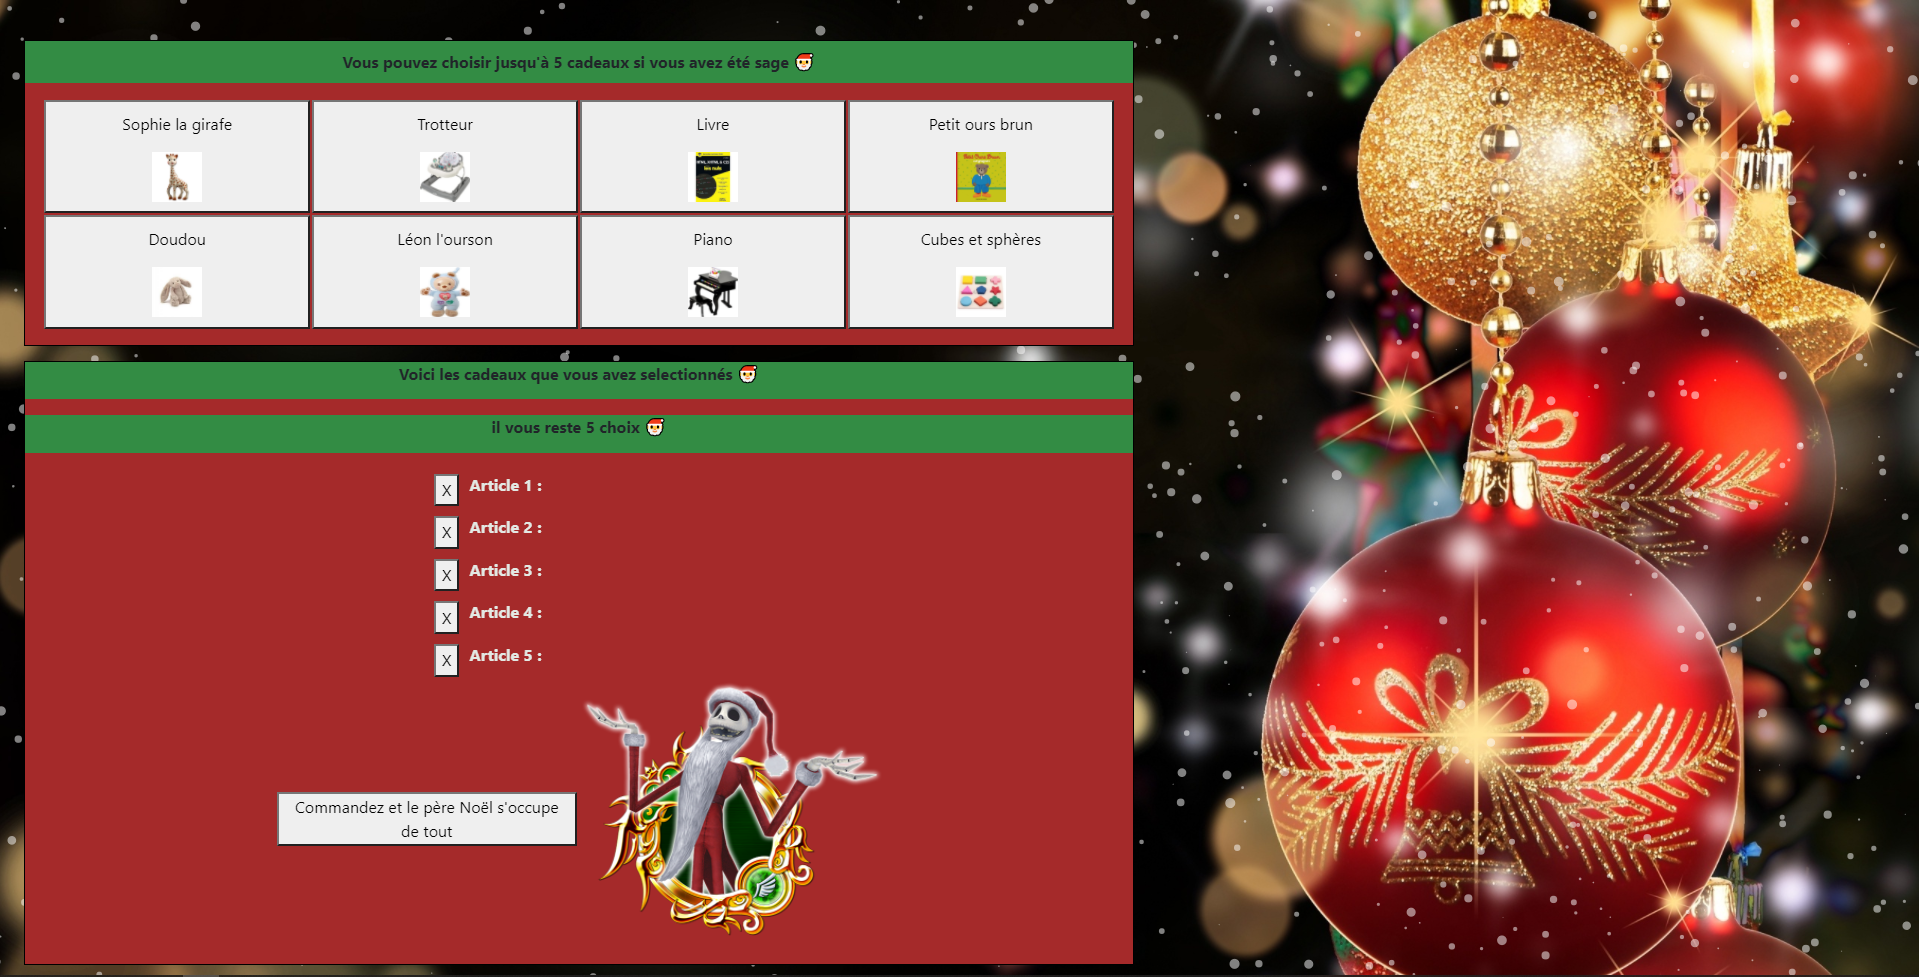 Vous pouvez choisir jusqu'à 5 cadeaux si vous avez été sage 🎅
Sophie la girafe
Trotteur
Livre
Petit ours brun
Doudou
Léon l'ourson
Piano
Cubes et sphères
Voici les cadeaux que vous avez selectionnés 🎅
il vous reste 5 choix 🎅
X Article 1 :
X Article 2 :
X Article 3 :
X Article 4 :
X Article 5 :
Commandez et le père Noël s'occupe
de tout